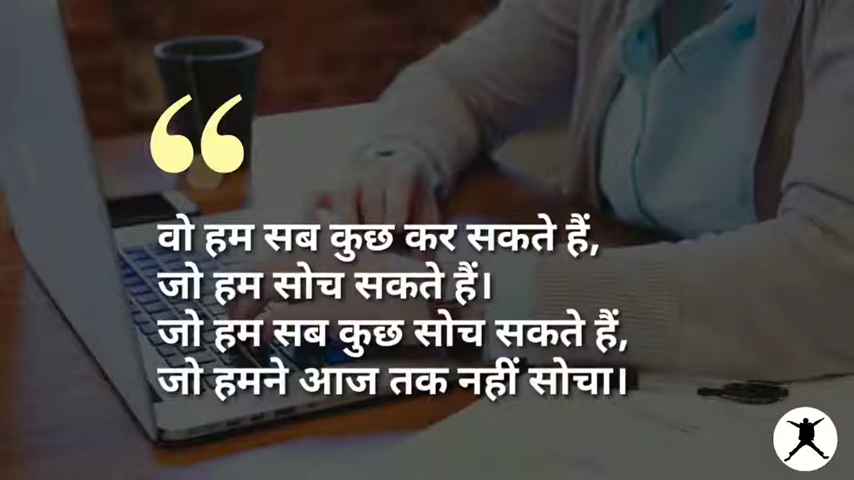 वो हम सब कुछ कर सकते हैं,
जो हम सोच सकते हैं।
जो हम सब कुछ सोच सकते हैं,
जो हमने आज तक नहीं सोचा।